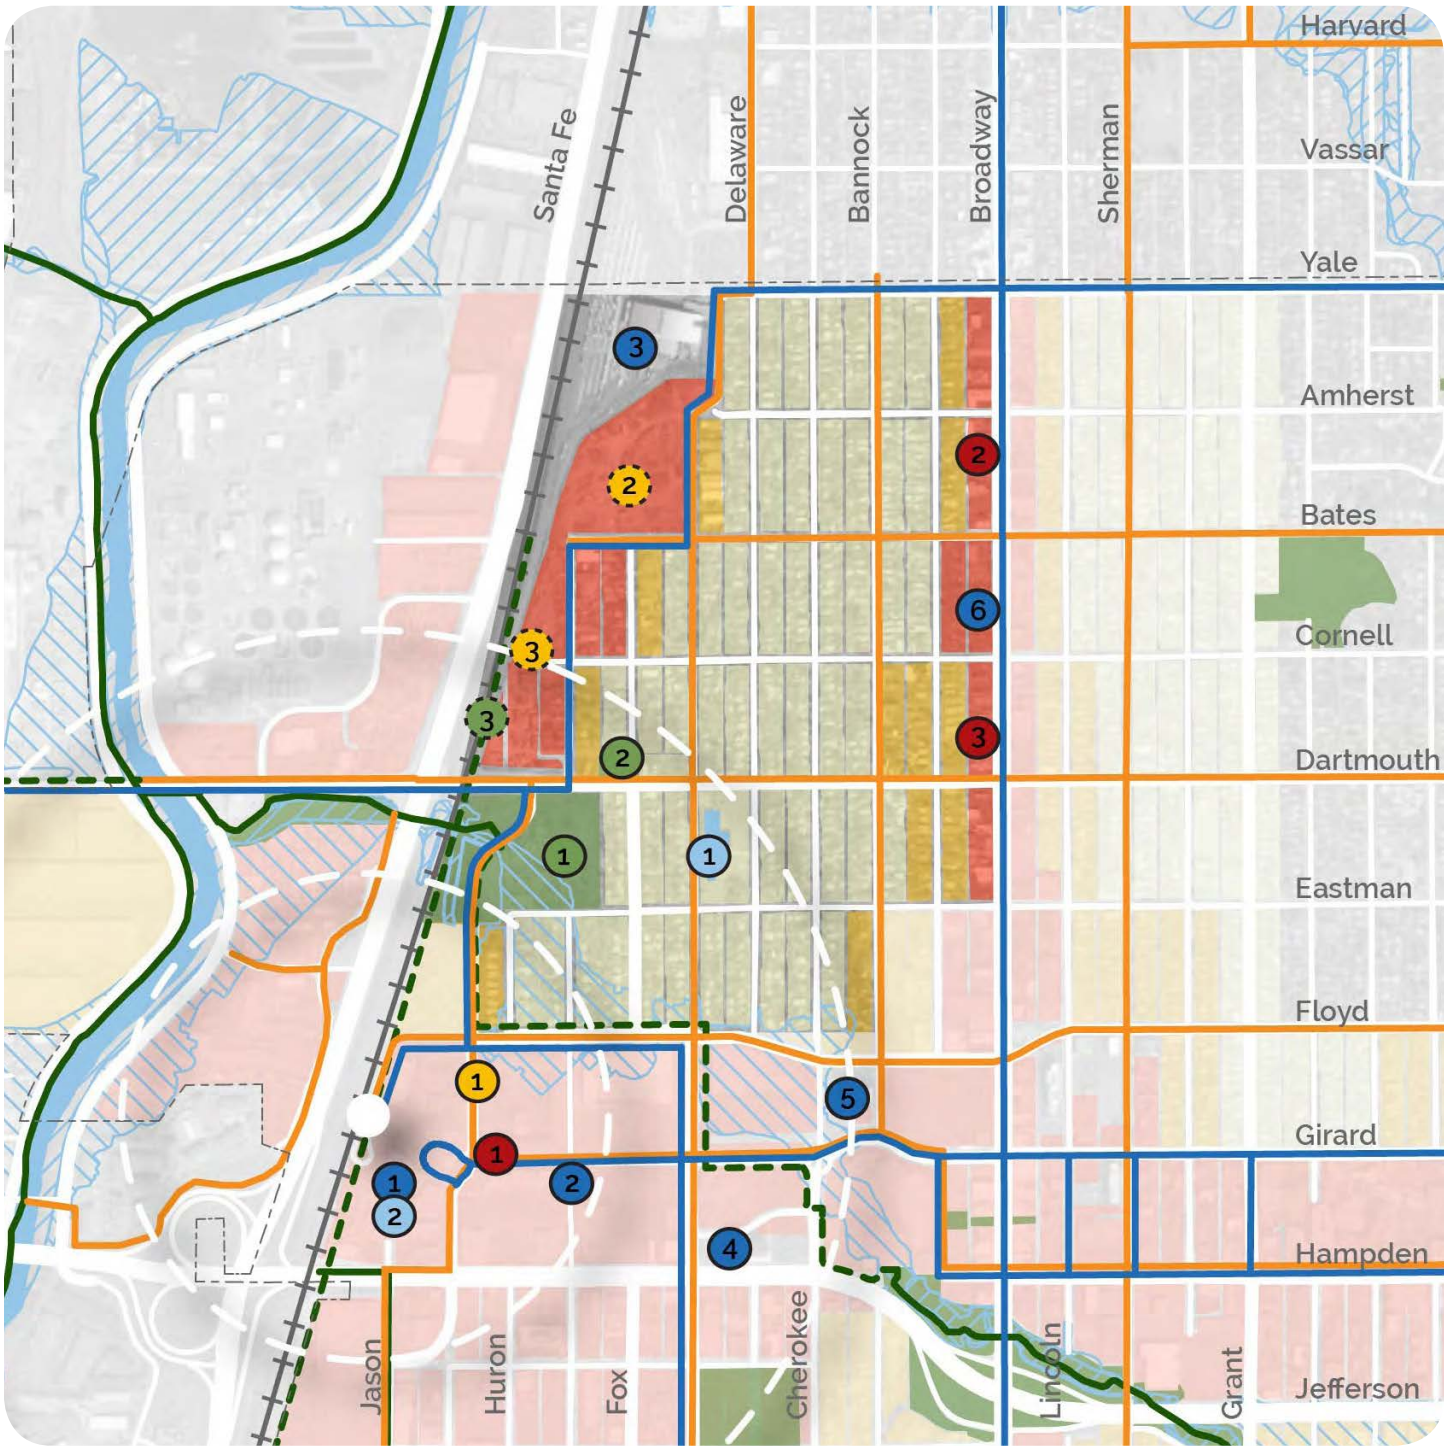 Harvard
Santa Fe
Delaware
Bannock
Broadway
Sherman
Vassar
Yale
3
Amherst
2
2
Bates
6
Cornell
3
3
3
2
Dartmouth
1
1
Eastman
Floyd
1
5
Girard
1
1
2
2
4
Hampden
Jason
Huron
Fox
Cherokee
Lincoln
Grant
Jefferson